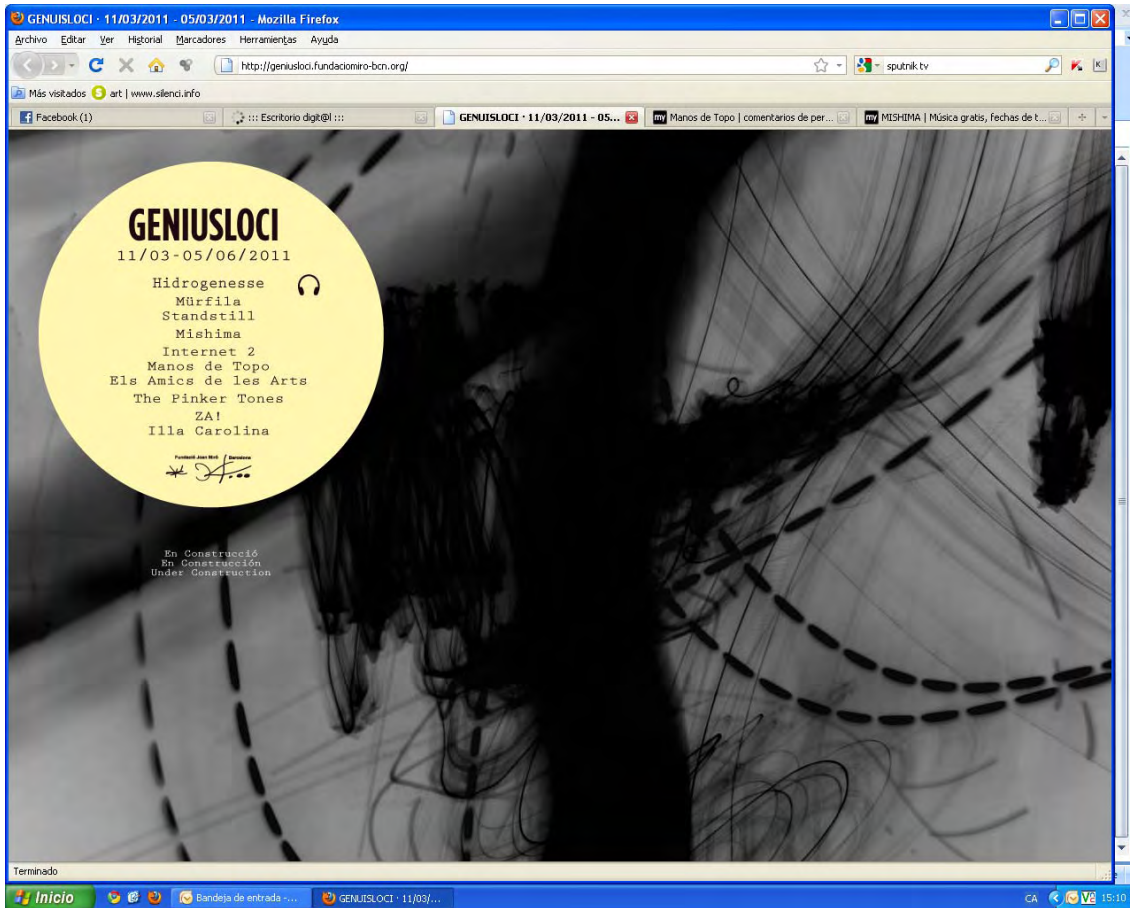 GENUISLOCI · 11/03/2011 - 05/03/2011 - Mozilla Firefox
Archivo Editar Ver Historial Marcadores Herramientas Ayuda
http://geniusloci.fundaciomiro-bcn.org/ sputnik tv
Más visitados art | www.silenci.info
Facebook (1) ::: Escritorio digit@l ::: GENUISLOCI · 11/03/2011 - 05... my Manos de Topo | comentarios de per... my MISHIMA | Música gratis, fechas de t...
GENIUSLOCI
11/03-05/06/2011
Hidrogenesse
Mürfila
Standstill
Mishima
Internet 2
Manos de Topo
Els Amics de les Arts
The Pinker Tones
ZA!
Illa Carolina
Fundació Joan Miró Barcelona
En Construcció
En Construcción
Under Construction
Terminado
Inicio Bandeja de entrada -... GENUISLOCI · 11/03/... CA 15:10